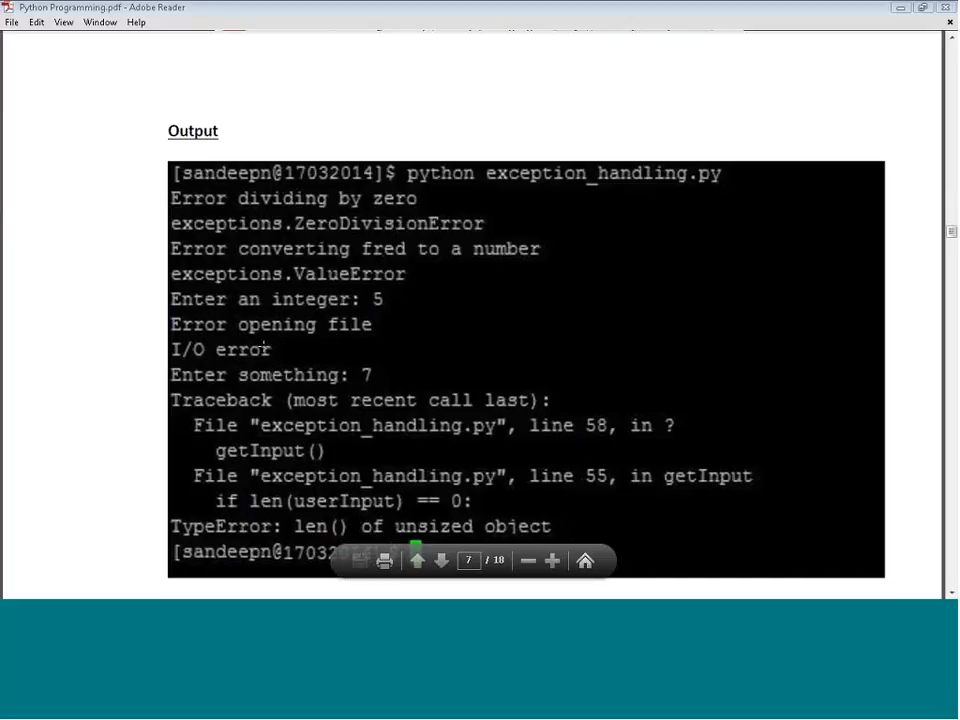 Python Programming.pdf - Adobe Reader
File Edit View Window Help
Output
[sandeepn@17032014]$ python exception_handling.py
Error dividing by zero
exceptions.ZeroDivisionError
Error converting fred to a number
exceptions.ValueError
Enter an integer: 5
Error opening file
I/O error
Enter something: 7
Traceback (most recent call last):
File "exception_handling.py", line 58, in ?
getInput()
File "exception_handling.py", line 55, in getInput
if len(userInput) == 0:
TypeError: len() of unsized object
[sandeepn@17032
7 / 18